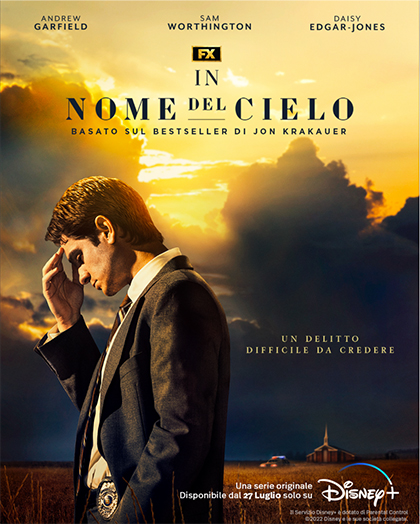 ANDREW GARFIELD
SAM WORTHINGTON
DAISY EDGAR-JONES
FX
IN
NOME DEL CIELO
BASATO SUL BESTSELLER DI JON KRAKAUER
UN DELITTO
DIFFICILE DA CREDERE
Una serie originale
Disponibile dal 27 Luglio solo su
Disney+
Il Servizio Disney+ è dotato di Parental Control
©2022 Disney e le sue società collegate